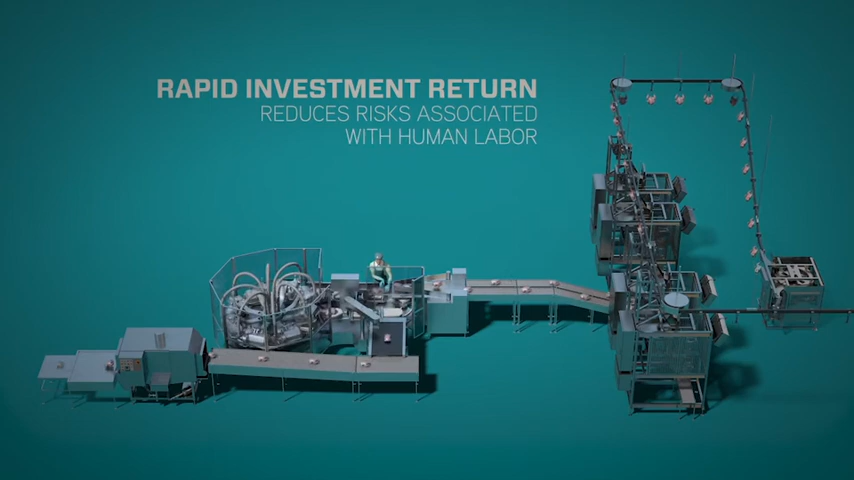 RAPID INVESTMENT RETURN
REDUCES RISKS ASSOCIATED
WITH HUMAN LABOR